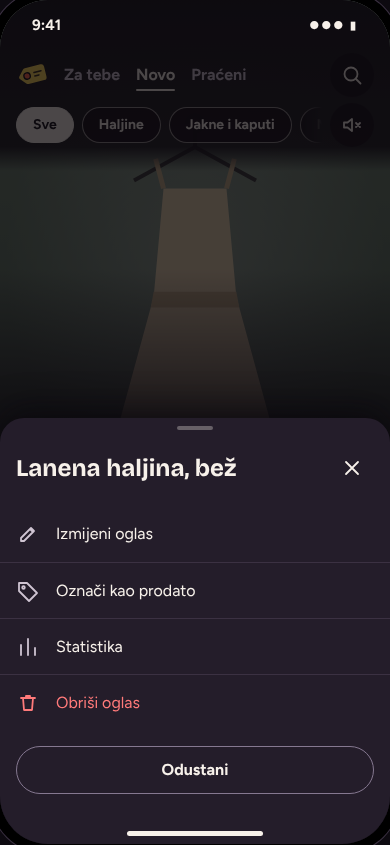 9:41
Za tebe Novo Praćeni
Sve Haljine Jakne i kaputi
Lanena haljina, bež
Izmijeni oglas
Označi kao prodato
Statistika
Obriši oglas
Odustani